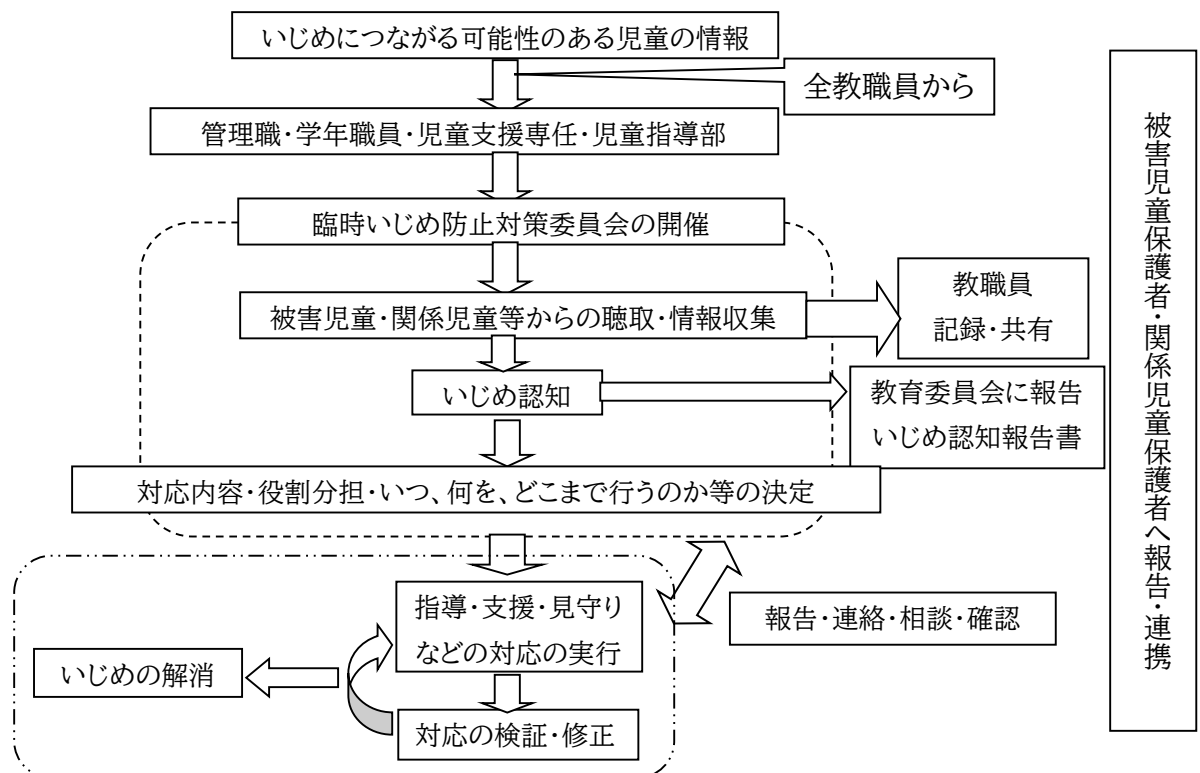 いじめにつながる可能性のある児童の情報
全教職員から
管理職・学年職員・児童支援専任・児童指導部
臨時いじめ防止対策委員会の開催
被害児童・関係児童等からの聴取・情報収集
教職員
記録・共有
いじめ認知
教育委員会に報告
いじめ認知報告書
対応内容・役割分担・いつ、何を、どこまで行うのか等の決定
指導・支援・見守り
などの対応の実行
報告・連絡・相談・確認
いじめの解消
対応の検証・修正
被害児童保護者・関係児童保護者へ報告・連携